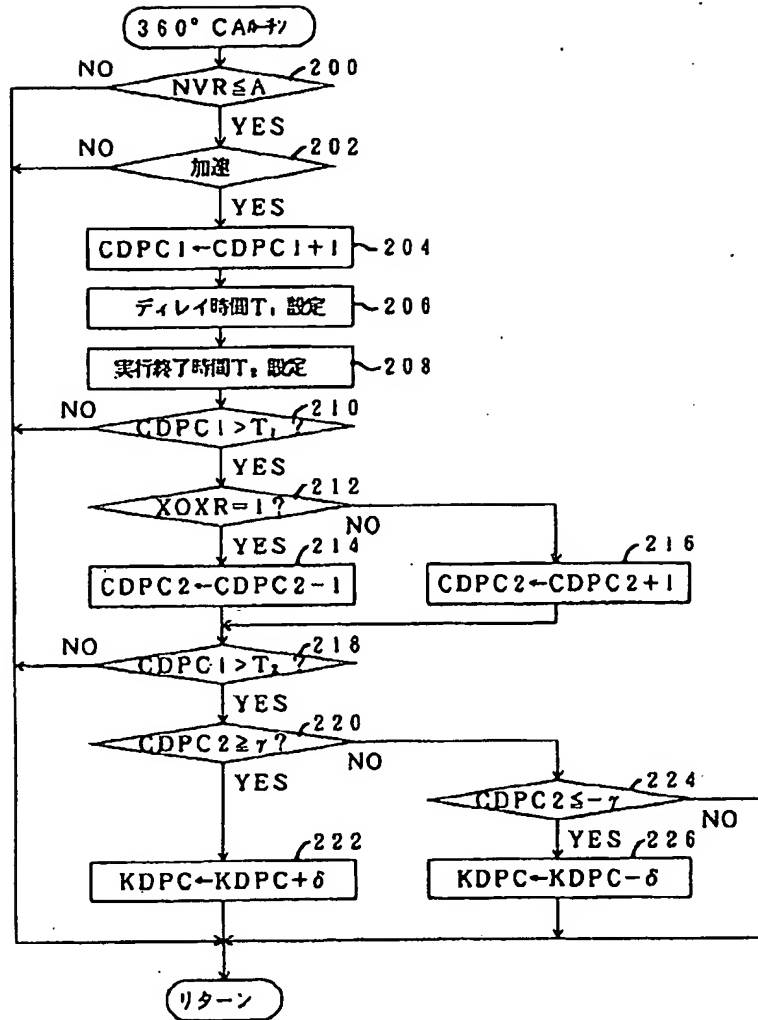 360° CAルーチン
200
NO
NVR≦A
YES
202
NO
加速
YES
CDPC1←CDPC1+1
204
ディレイ時間T₁ 設定
206
実行終了時間T₂ 設定
208
210
NO
CDPC1>T₁ ?
YES
212
XOXR=1?
NO
YES
214
216
CDPC2←CDPC2-1
CDPC2←CDPC2+1
218
NO
CDPC1>T₂ ?
YES
220
CDPC2≧γ?
NO
YES
224
CDPC2≦-γ
NO
YES
222
226
KDPC←KDPC+δ
KDPC←KDPC-δ
リターン